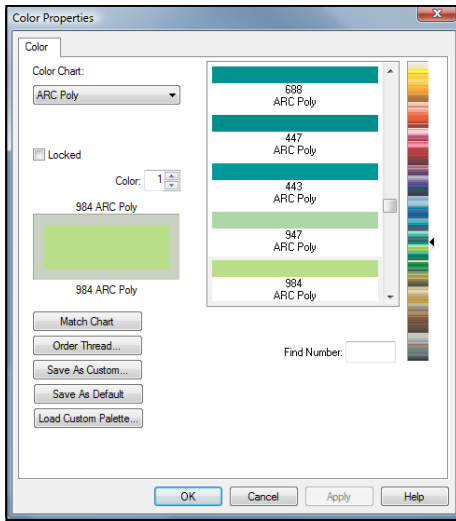 Color Properties
Color
Color Chart:
ARC Poly
Locked
Color: 1
984 ARC Poly
984 ARC Poly
Match Chart
Order Thread...
Save As Custom...
Save As Default
Load Custom Palette...
688
ARC Poly
447
ARC Poly
443
ARC Poly
947
ARC Poly
984
ARC Poly
Find Number:
OK
Cancel
Apply
Help